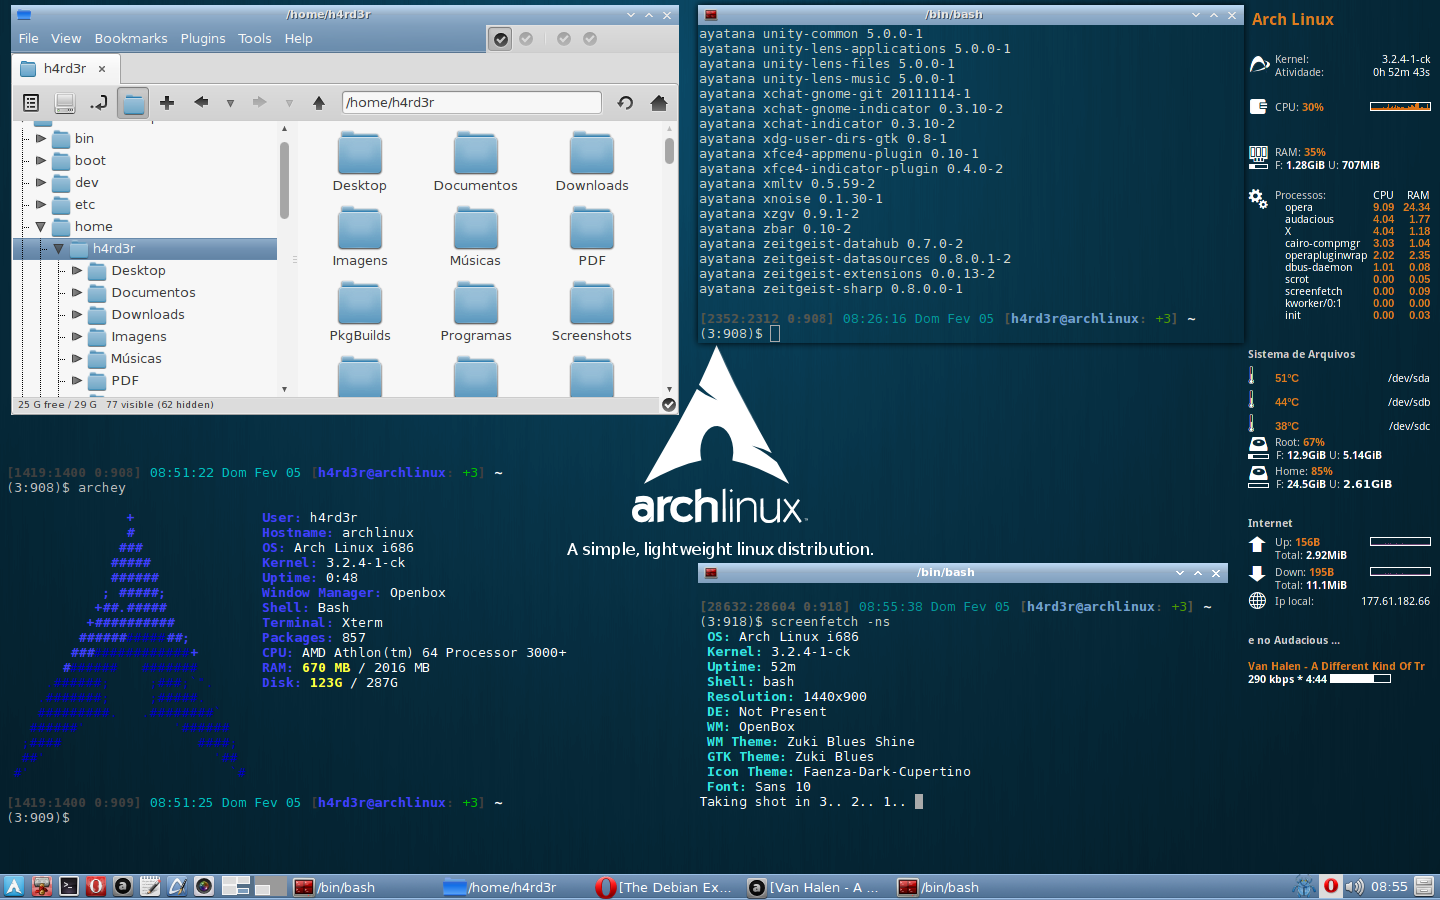 /home/h4rd3r
File View Bookmarks Plugins Tools Help
h4rd3r
/home/h4rd3r
bin
boot
dev
etc
home
h4rd3r
Desktop
Documentos
Downloads
Imagens
Músicas
PDF
Desktop Documentos Downloads
Imagens Músicas PDF
PkgBuilds Programas Screenshots
25 G free / 29 G 77 visible (62 hidden)
/bin/bash
ayatana unity-common 5.0.0-1
ayatana unity-lens-applications 5.0.0-1
ayatana unity-lens-files 5.0.0-1
ayatana unity-lens-music 5.0.0-1
ayatana xchat-gnome-git 20111114-1
ayatana xchat-gnome-indicator 0.3.10-2
ayatana xchat-indicator 0.3.10-2
ayatana xdg-user-dirs-gtk 0.8-1
ayatana xfce4-appmenu-plugin 0.10-1
ayatana xfce4-indicator-plugin 0.4.0-2
ayatana xmltv 0.5.59-2
ayatana xnoise 0.1.30-1
ayatana xzgv 0.9.1-2
ayatana zbar 0.10-2
ayatana zeitgeist-datahub 0.7.0-2
ayatana zeitgeist-datasources 0.8.0.1-2
ayatana zeitgeist-extensions 0.0.13-2
ayatana zeitgeist-sharp 0.8.0.0-1
[2352:2312 0:908] 08:26:16 Dom Fev 05 [h4rd3r@archlinux: +3] ~
(3:908)$
Arch Linux
Kernel: 3.2.4-1-ck
Atividade: 0h 52m 43s
CPU: 30%
RAM: 35%
F: 1.28GiB U: 707MiB
Processos: CPU RAM
opera 9.09 24.34
audacious 4.04 1.77
X 4.04 1.18
cairo-compmgr 3.03 1.04
operapluginwrap 2.02 2.35
dbus-daemon 1.01 0.08
scrot 0.00 0.05
screenfetch 0.00 0.09
kworker/0:1 0.00 0.00
init 0.00 0.03
Sistema de Arquivos
51°C /dev/sda
44°C /dev/sdb
38°C /dev/sdc
Root: 67%
F: 12.9GiB U: 5.14GiB
Home: 85%
F: 24.5GiB U: 2.61GiB
Internet
Up: 156B
Total: 2.92MiB
Down: 195B
Total: 11.1MiB
Ip local: 177.61.182.66
e no Audacious ...
Van Halen - A Different Kind Of Tr
290 kbps * 4:44
archlinux
A simple, lightweight linux distribution.
[1419:1400 0:908] 08:51:22 Dom Fev 05 [h4rd3r@archlinux: +3] ~
(3:908)$ archey
User: h4rd3r
Hostname: archlinux
OS: Arch Linux i686
Kernel: 3.2.4-1-ck
Uptime: 0:48
Window Manager: Openbox
Shell: Bash
Terminal: Xterm
Packages: 857
CPU: AMD Athlon(tm) 64 Processor 3000+
RAM: 670 MB / 2016 MB
Disk: 123G / 287G
[1419:1400 0:909] 08:51:25 Dom Fev 05 [h4rd3r@archlinux: +3] ~
(3:909)$
/bin/bash
[28632:28604 0:918] 08:55:38 Dom Fev 05 [h4rd3r@archlinux: +3] ~
(3:918)$ screenfetch -ns
OS: Arch Linux i686
Kernel: 3.2.4-1-ck
Uptime: 52m
Shell: bash
Resolution: 1440x900
DE: Not Present
WM: OpenBox
WM Theme: Zuki Blues Shine
GTK Theme: Zuki Blues
Icon Theme: Faenza-Dark-Cupertino
Font: Sans 10
Taking shot in 3.. 2.. 1..
/bin/bash /home/h4rd3r [The Debian Ex... [Van Halen - A ... /bin/bash 08:55